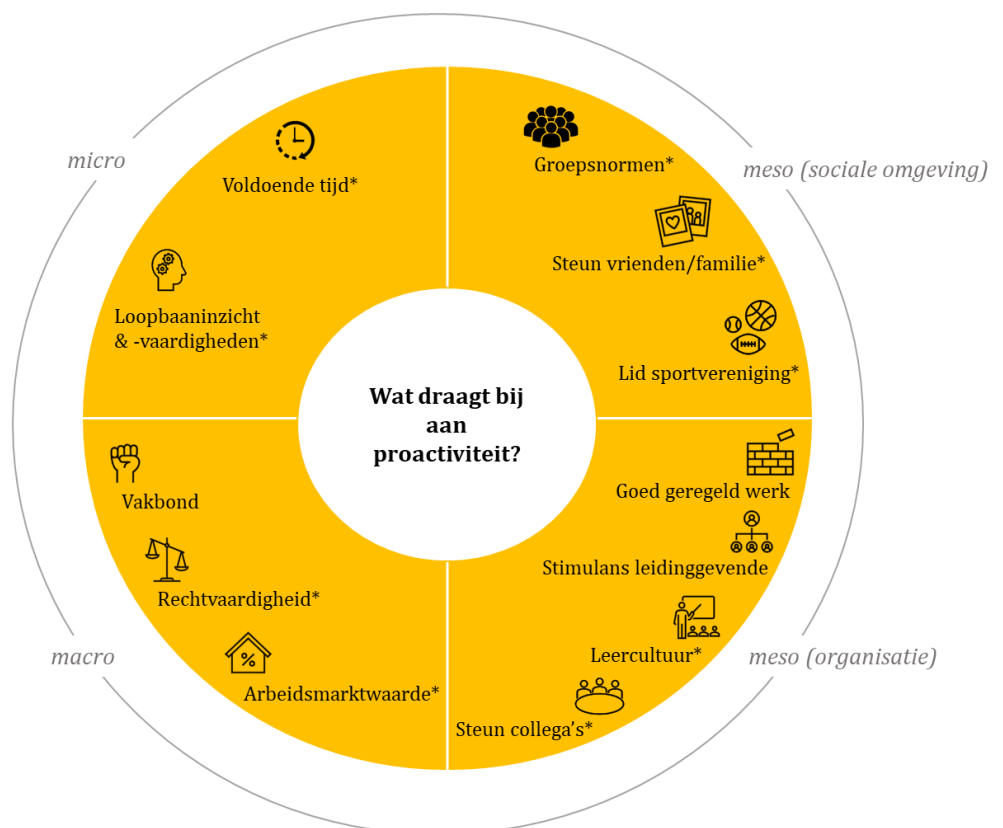 micro
Voldoende tijd*
Loopbaaninzicht
& -vaardigheden*
Groepsnormen*
meso (sociale omgeving)
Steun vrienden/familie*
Lid sportvereniging*
Wat draagt bij
aan
proactiviteit?
Vakbond
Rechtvaardigheid*
macro
Arbeidsmarktwaarde*
%
Goed geregeld werk
Stimulans leidinggevende
Leercultuur*
meso (organisatie)
Steun collega's*